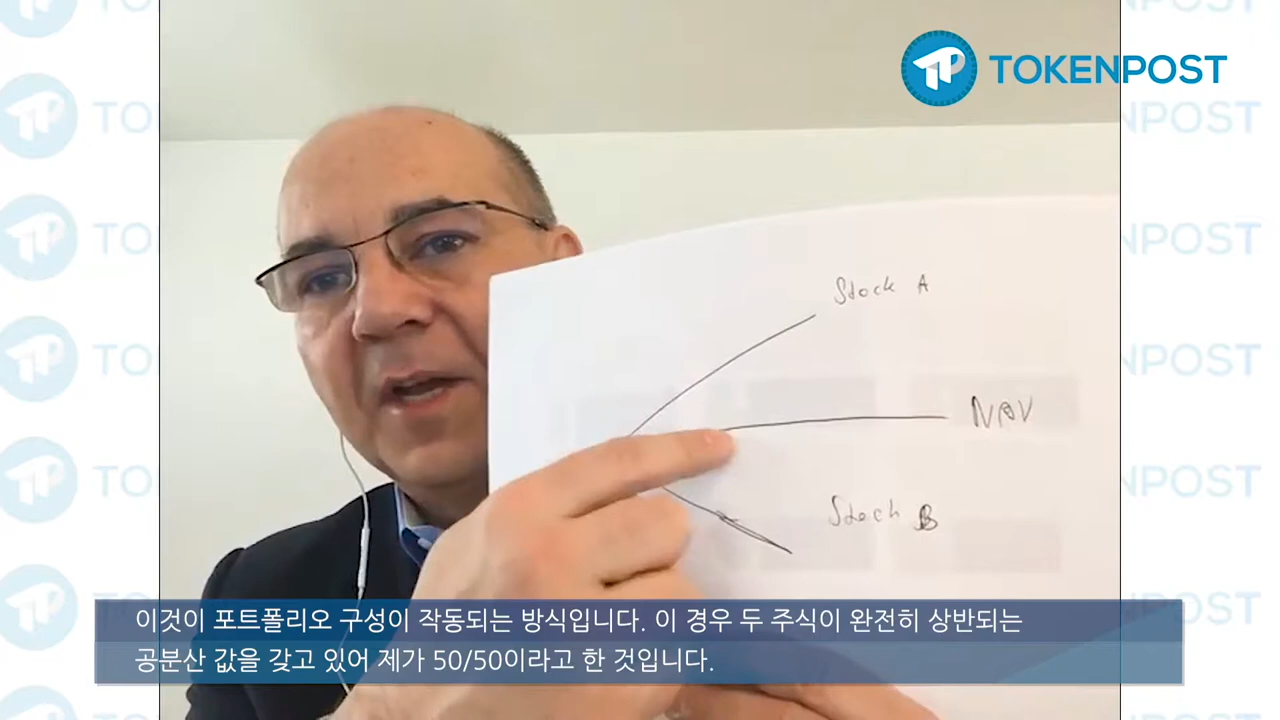 TOKENPOST
Stock A
NAV
Stock B
이것이 포트폴리오 구성이 작동되는 방식입니다. 이 경우 두 주식이 완전히 상반되는
공분산 값을 갖고 있어 제가 50/50이라고 한 것입니다.